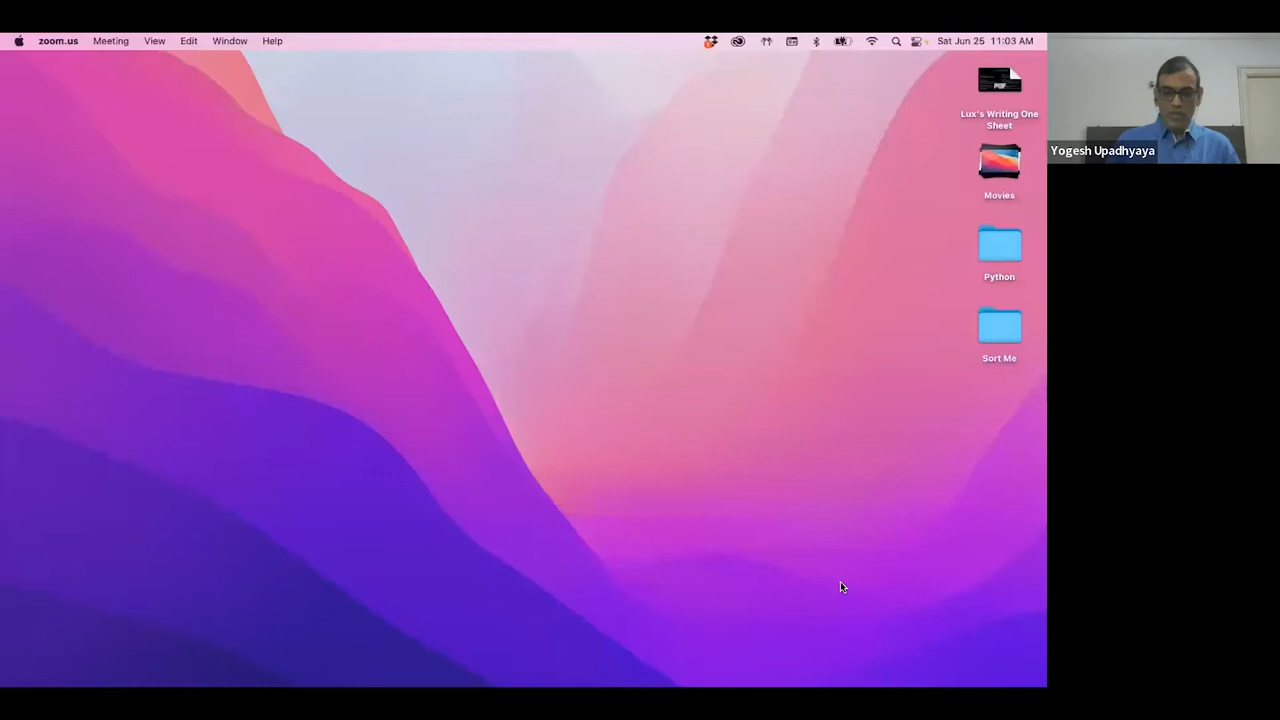 zoom.us Meeting View Edit Window Help Sat Jun 25 11:03 AM
Lux's Writing One
Sheet
Movies
Python
Sort Me
Yogesh Upadhyaya